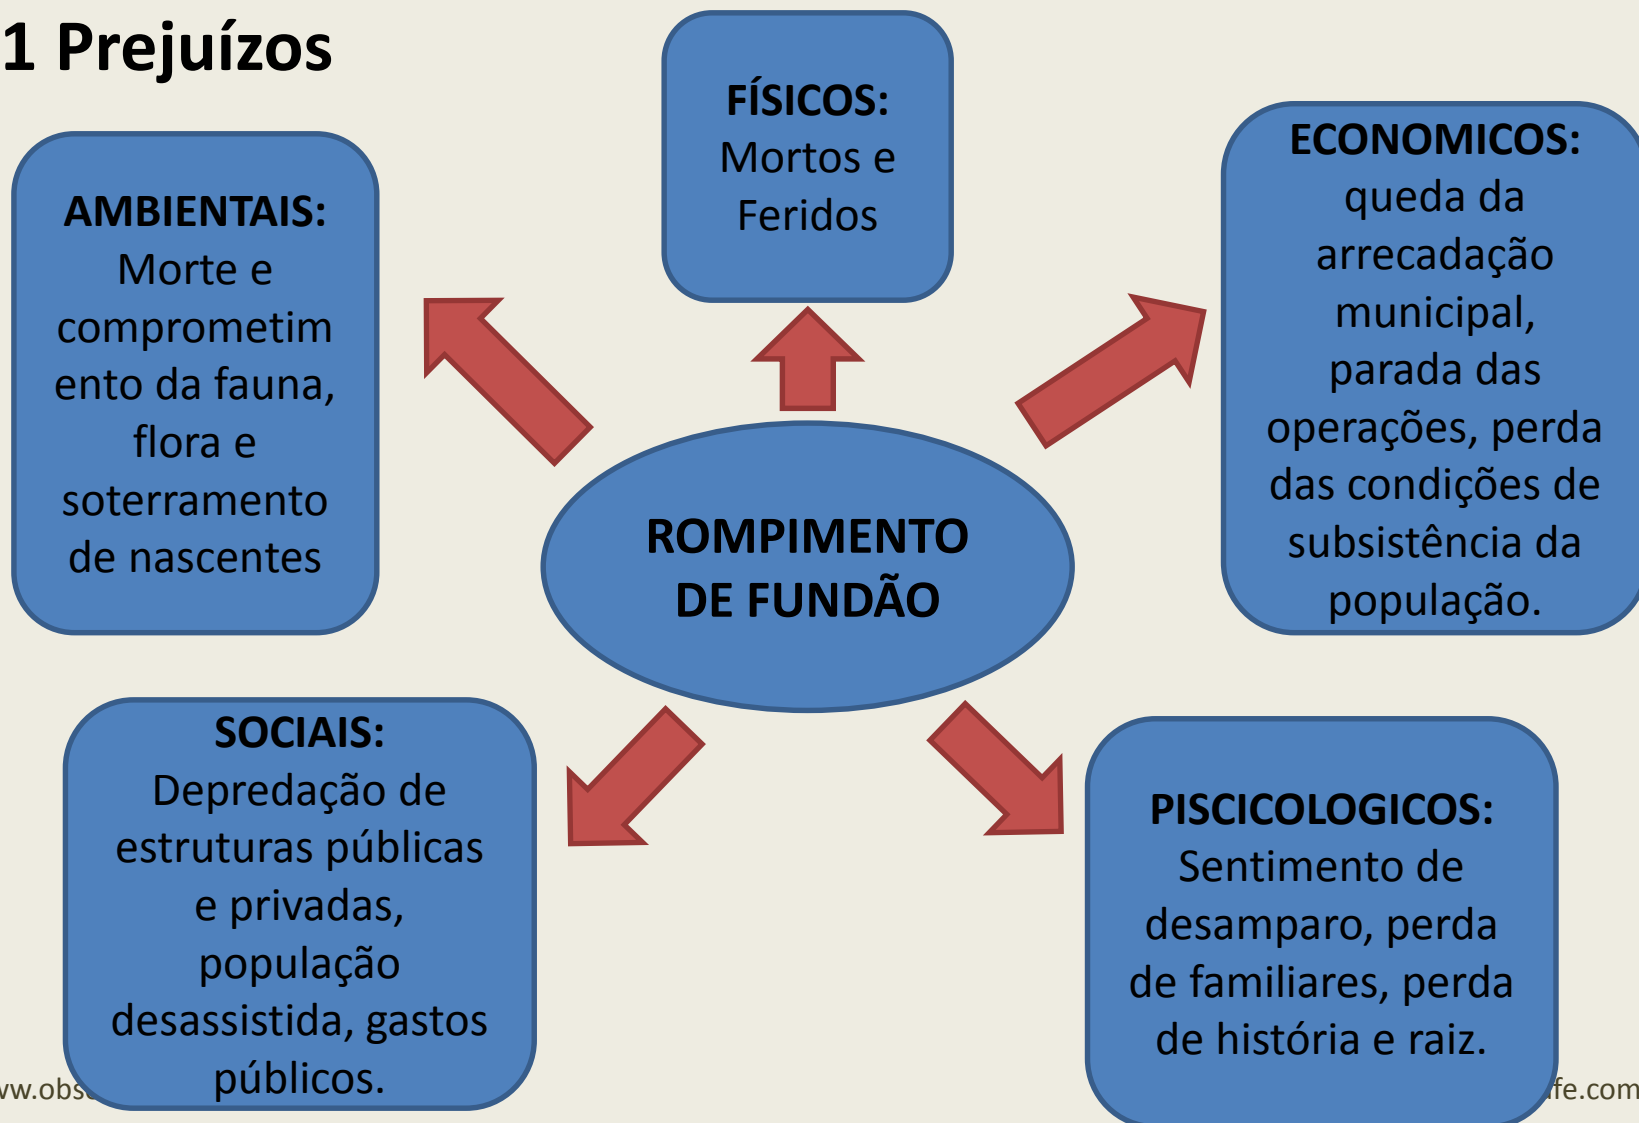 1 Prejuízos
FÍSICOS:
Mortos e
Feridos
ECONOMICOS:
queda da
arrecadação
municipal,
parada das
operações, perda
das condições de
subsistência da
população.
AMBIENTAIS:
Morte e
comprometim
ento da fauna,
flora e
soterramento
de nascentes
ROMPIMENTO
DE FUNDÃO
SOCIAIS:
Depredação de
estruturas públicas
e privadas,
população
desassistida, gastos
públicos.
PISCICOLOGICOS:
Sentimento de
desamparo, perda
de familiares, perda
de história e raiz.